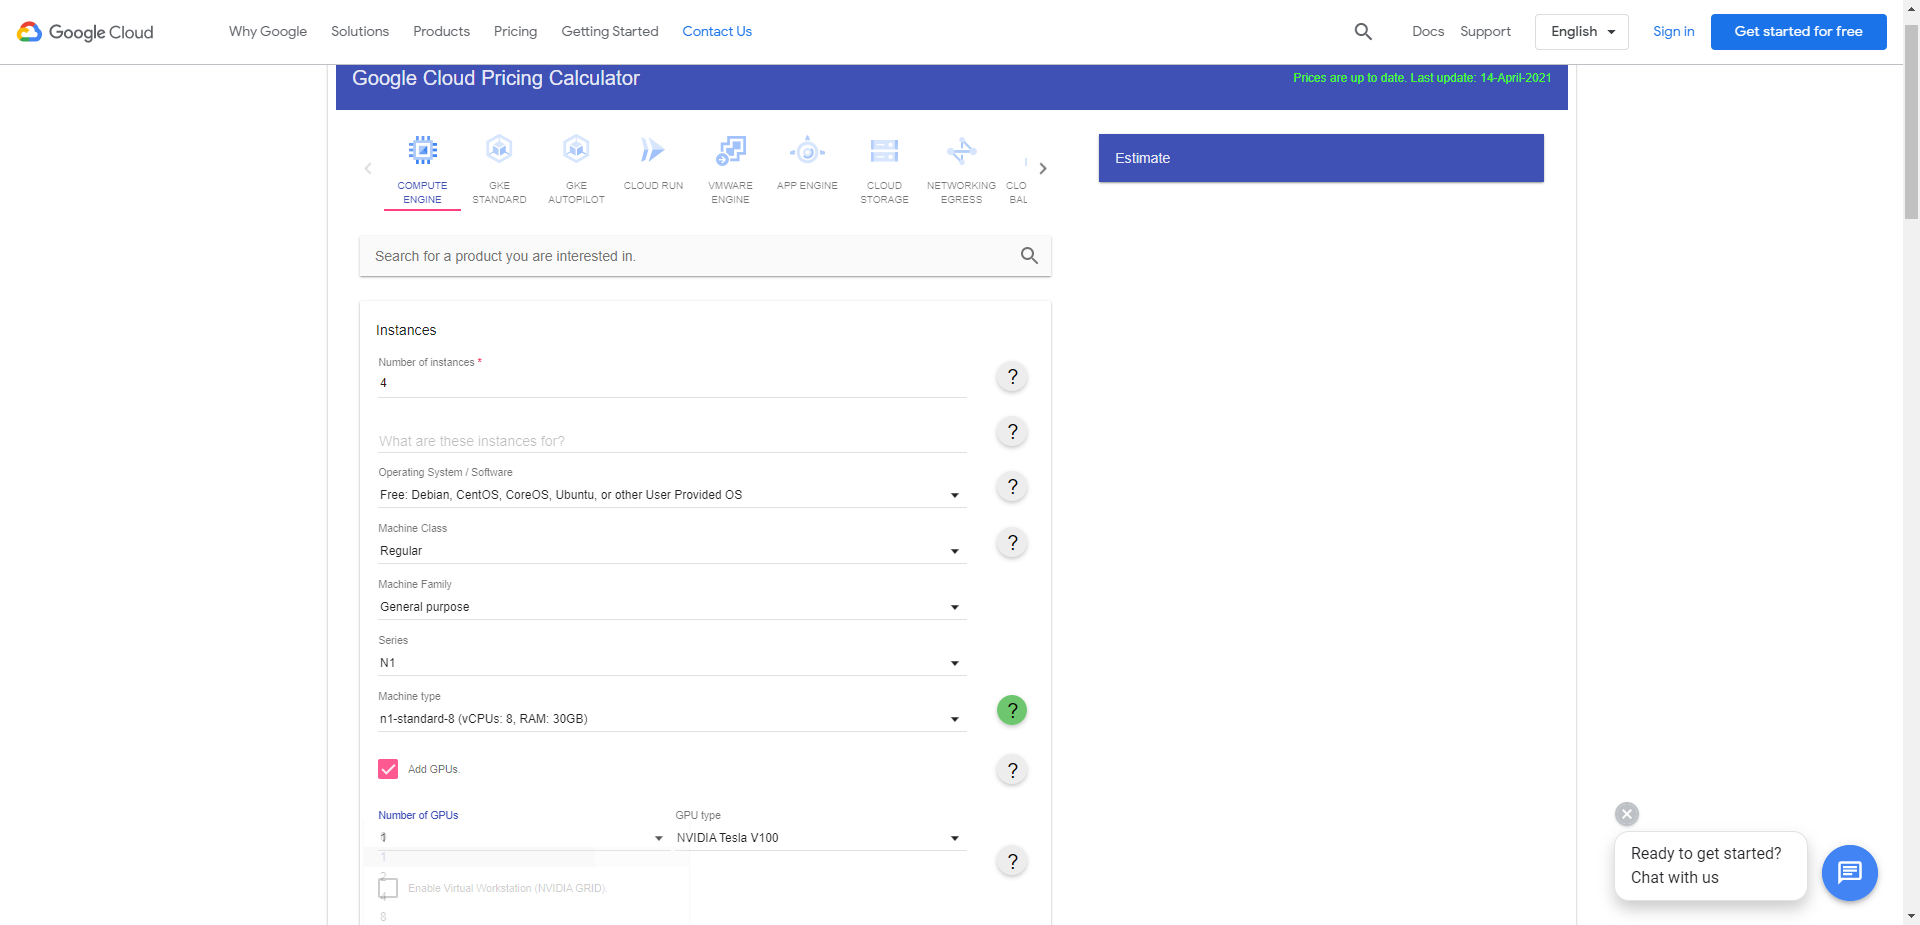 Google Cloud
Why Google
Solutions
Products
Pricing
Getting Started
Contact Us
Docs
Support
English
Sign in
Get started for free
Google Cloud Pricing Calculator
Prices are up to date. Last update: 14-April-2021
COMPUTE
ENGINE
GKE
STANDARD
GKE
AUTOPILOT
CLOUD RUN
VMWARE
ENGINE
APP ENGINE
CLOUD
STORAGE
NETWORKING
EGRESS
CLO
BAL
Estimate
Search for a product you are interested in.
Instances
Number of instances *
4
?
What are these instances for?
?
Operating System / Software
Free: Debian, CentOS, CoreOS, Ubuntu, or other User Provided OS
?
Machine Class
Regular
?
Machine Family
General purpose
Series
N1
Machine type
n1-standard-8 (vCPUs: 8, RAM: 30GB)
?
Add GPUs.
?
Number of GPUs
1
GPU type
NVIDIA Tesla V100
?
1
2
Enable Virtual Workstation (NVIDIA GRID).
4
8
Ready to get started?
Chat with us